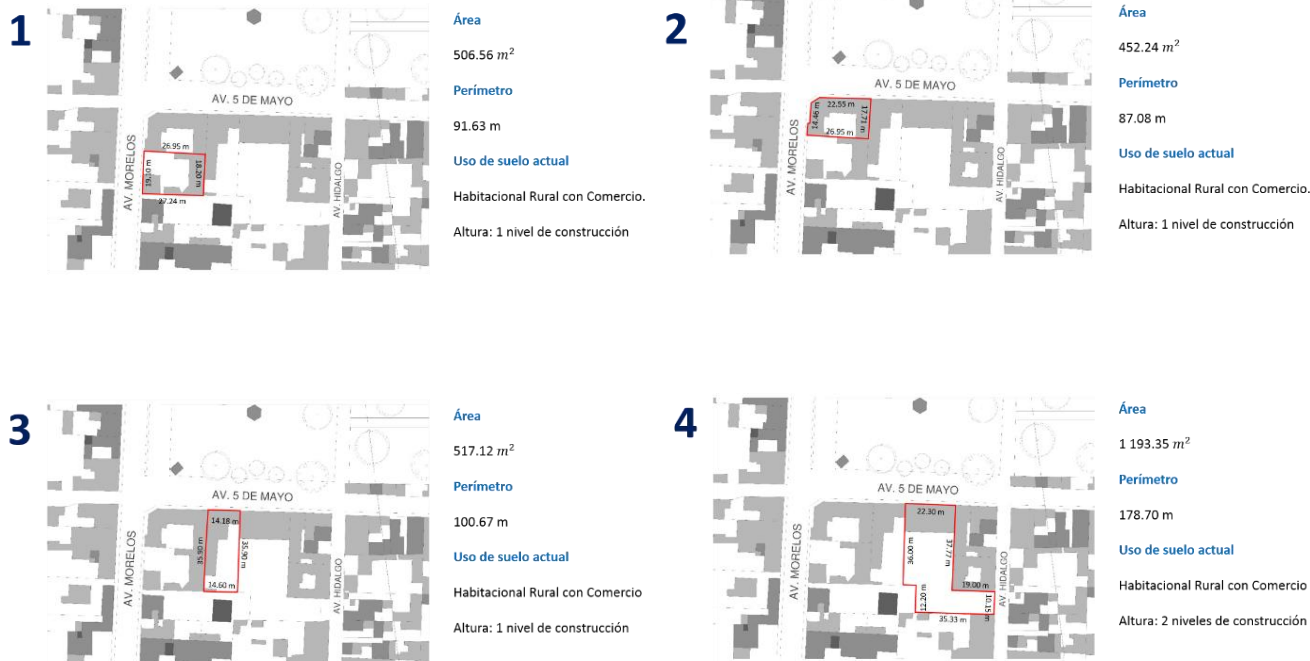 1
AV. 5 DE MAYO
AV. MORELOS
AV. HIDALGO
26.95 m
19.30 m
18.20 m
27.24 m
Área
506.56 m²
Perímetro
91.63 m
Uso de suelo actual
Habitacional Rural con Comercio.
Altura: 1 nivel de construcción
2
AV. 5 DE MAYO
AV. MORELOS
AV. HIDALGO
22.55 m
14.46 m
17.71 m
26.95 m
Área
452.24 m²
Perímetro
87.08 m
Uso de suelo actual
Habitacional Rural con Comercio.
Altura: 1 nivel de construcción
3
AV. 5 DE MAYO
AV. MORELOS
AV. HIDALGO
14.18 m
35.90 m
35.90 m
14.60 m
Área
517.12 m²
Perímetro
100.67 m
Uso de suelo actual
Habitacional Rural con Comercio
Altura: 1 nivel de construcción
4
AV. 5 DE MAYO
AV. MORELOS
AV. HIDALGO
22.30 m
36.00 m
37.77 m
19.00 m
12.20 m
10.15 m
35.33 m
Área
1 193.35 m²
Perímetro
178.70 m
Uso de suelo actual
Habitacional Rural con Comercio
Altura: 2 niveles de construcción